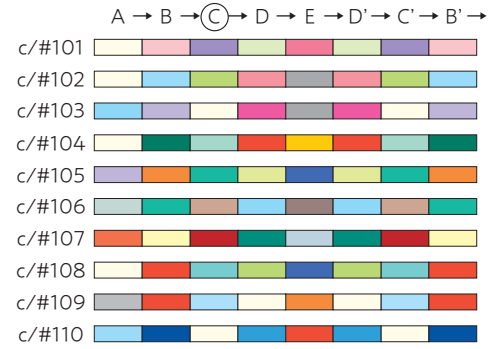 A → B → C → D → E → D' → C' → B' →
c/#101
c/#102
c/#103
c/#104
c/#105
c/#106
c/#107
c/#108
c/#109
c/#110